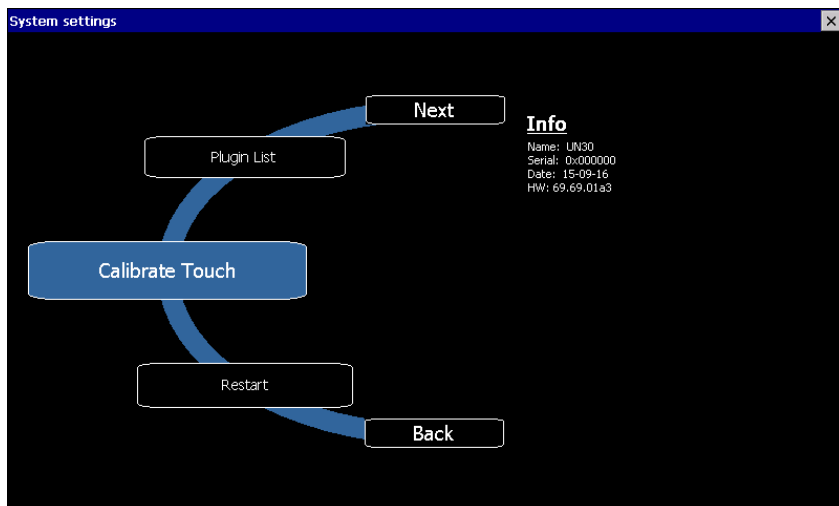 System settings
Next
Plugin List
Calibrate Touch
Restart
Back
Info
Name: UN30
Serial: 0x000000
Date: 15-09-16
HW: 69.69.01a3